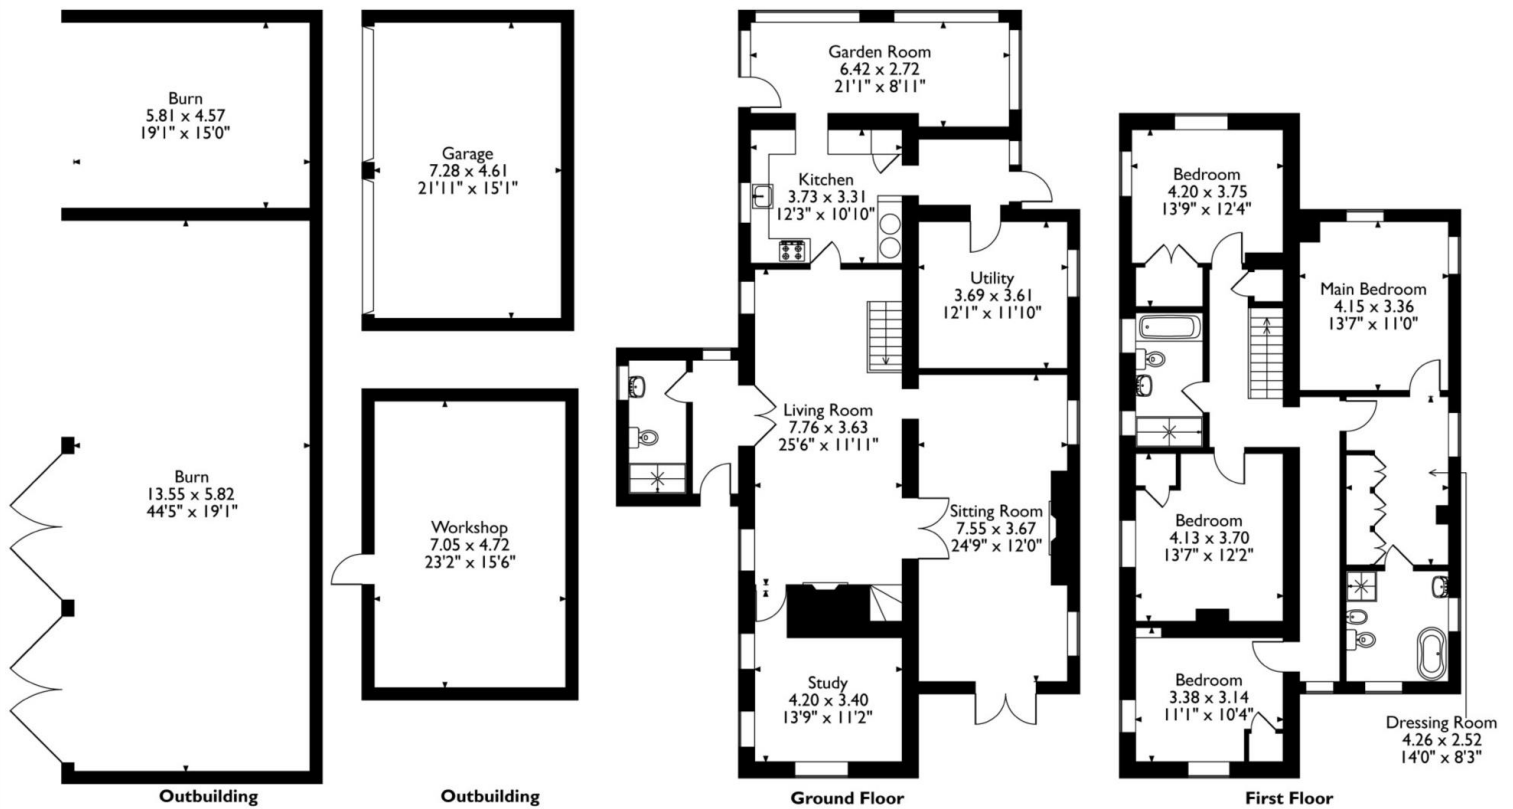 Burn
5.81 x 4.57
19'1" x 15'0"
Burn
13.55 x 5.82
44'5" x 19'1"
Outbuilding
Garage
7.28 x 4.61
21'11" x 15'1"
Workshop
7.05 x 4.72
23'2" x 15'6"
Outbuilding
Garden Room
6.42 x 2.72
21'1" x 8'11"
Kitchen
3.73 x 3.31
12'3" x 10'10"
Utility
3.69 x 3.61
12'1" x 11'10"
Living Room
7.76 x 3.63
25'6" x 11'11"
Sitting Room
7.55 x 3.67
24'9" x 12'0"
Study
4.20 x 3.40
13'9" x 11'2"
Ground Floor
Bedroom
4.20 x 3.75
13'9" x 12'4"
Main Bedroom
4.15 x 3.36
13'7" x 11'0"
Bedroom
4.13 x 3.70
13'7" x 12'2"
Bedroom
3.38 x 3.14
11'1" x 10'4"
Dressing Room
4.26 x 2.52
14'0" x 8'3"
First Floor